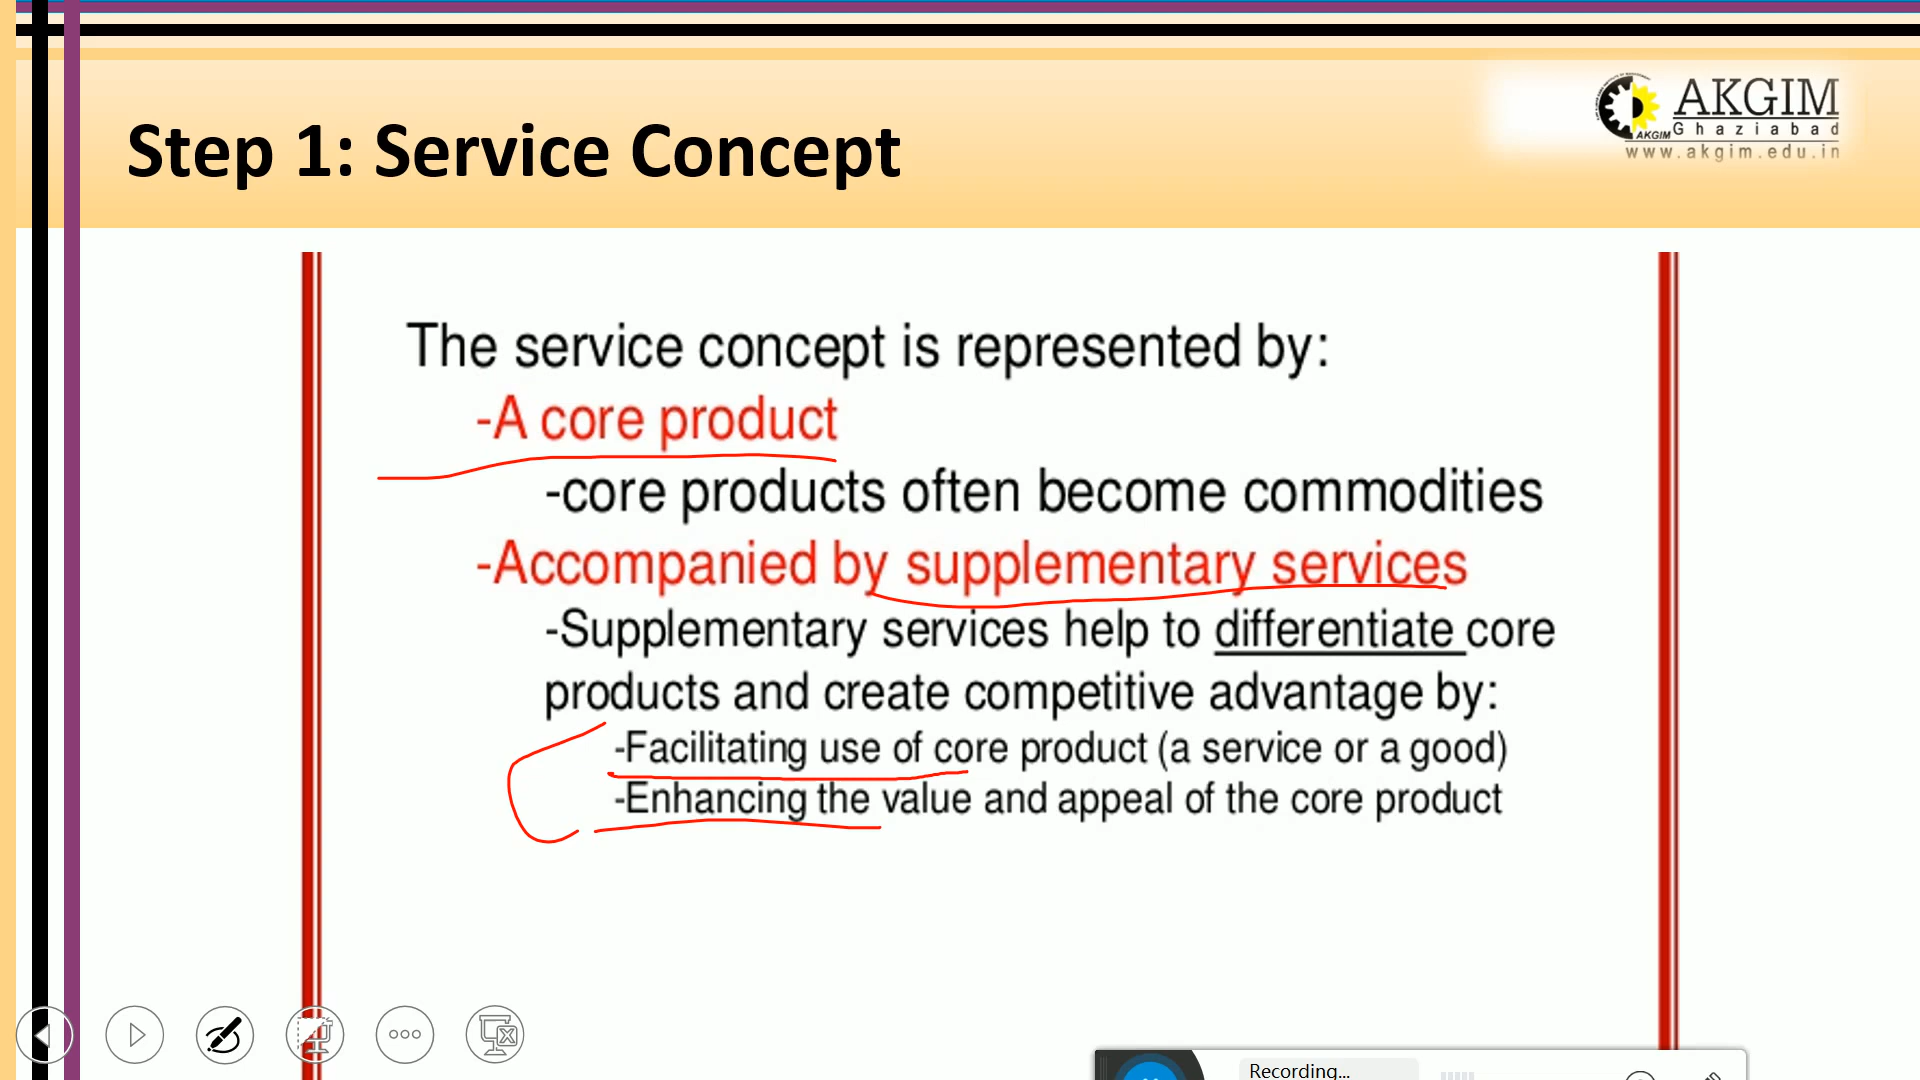 AKGIM
AKGIM
Ghaziabad
www.akgim.edu.in
Step 1: Service Concept
The service concept is represented by:
-A core product
-core products often become commodities
-Accompanied by supplementary services
-Supplementary services help to differentiate core
products and create competitive advantage by:
-Facilitating use of core product (a service or a good)
-Enhancing the value and appeal of the core product
Recording...